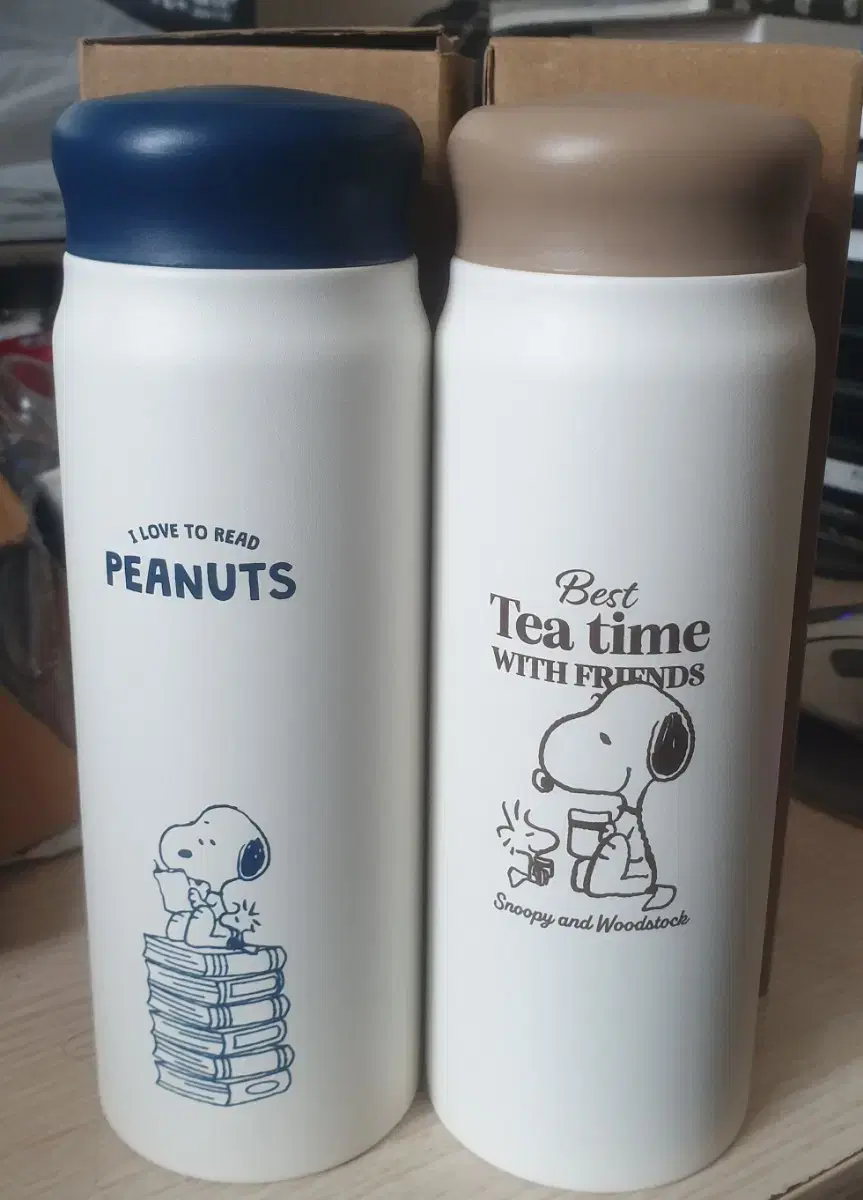 I LOVE TO READ
PEANUTS
Best
Tea time
WITH FRIENDS
Snoopy and Woodstock